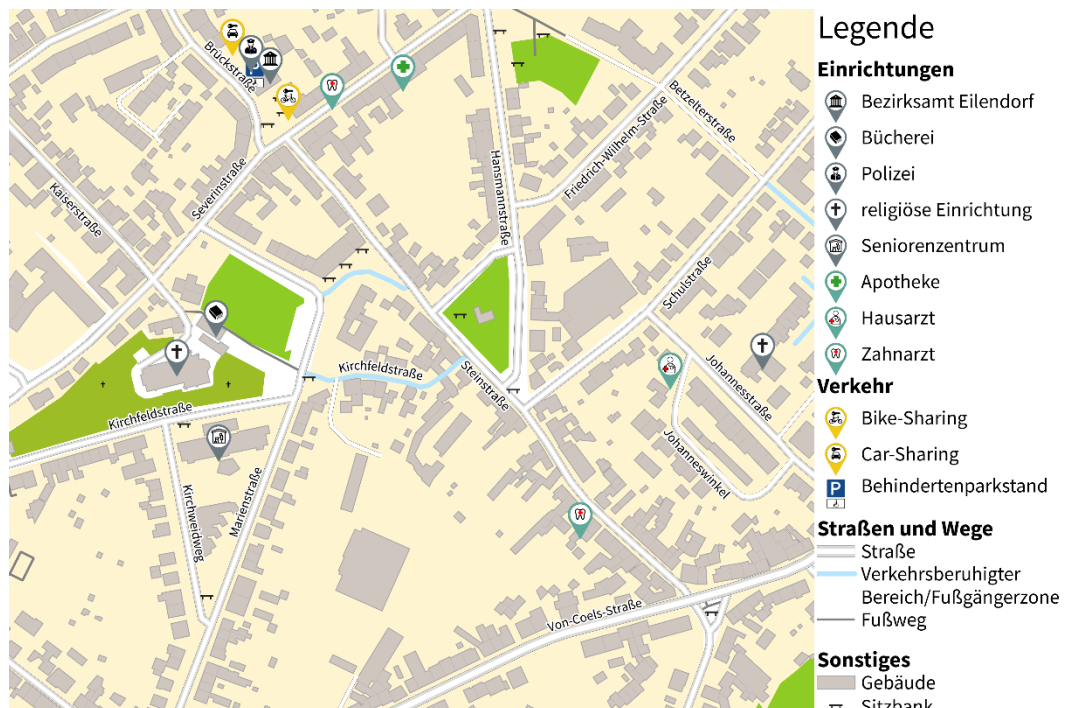 Brückstraße
Betzelterstraße
Friedrich-Wilhelm-Straße
Hansmannstraße
Severinstraße
Kaiserstraße
Schulstraße
Kirchfeldstraße
Steinstraße
Johannesstraße
Kirchfeldstraße
Johanneswinkel
Marienstraße
Kirchweidweg
Von-Coels-Straße
Legende
Einrichtungen
Bezirksamt Eilendorf
Bücherei
Polizei
religiöse Einrichtung
Seniorenzentrum
Apotheke
Hausarzt
Zahnarzt
Verkehr
Bike-Sharing
Car-Sharing
P
Behindertenparkstand
Straßen und Wege
Straße
Verkehrsberuhigter
Bereich/Fußgängerzone
Fußweg
Sonstiges
Gebäude
Sitzbank